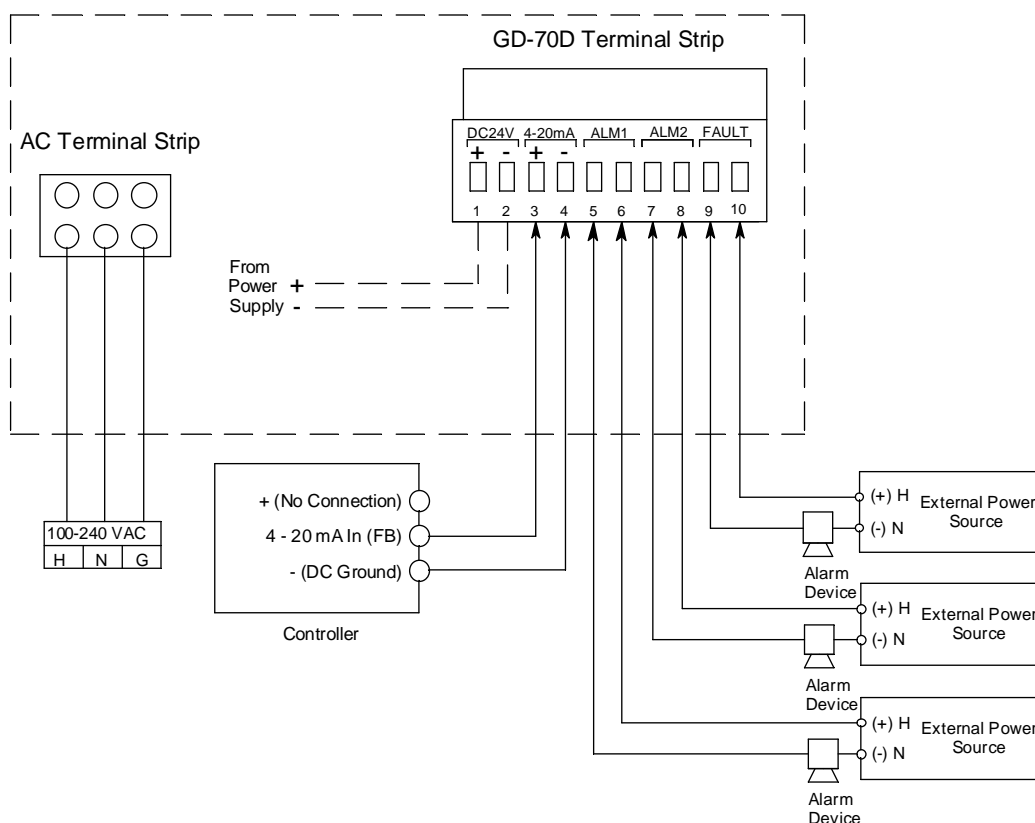 GD-70D Terminal Strip
AC Terminal Strip
DC24V 4-20mA ALM1 ALM2 FAULT
+ - + -
1 2 3 4 5 6 7 8 9 10
From
Power +
Supply -
100-240 VAC
H N G
+ (No Connection)
4 - 20 mA In (FB)
- (DC Ground)
Controller
(+) H
(-) N
External Power
Source
Alarm
Device
(+) H
(-) N
External Power
Source
Alarm
Device
(+) H
(-) N
External Power
Source
Alarm
Device